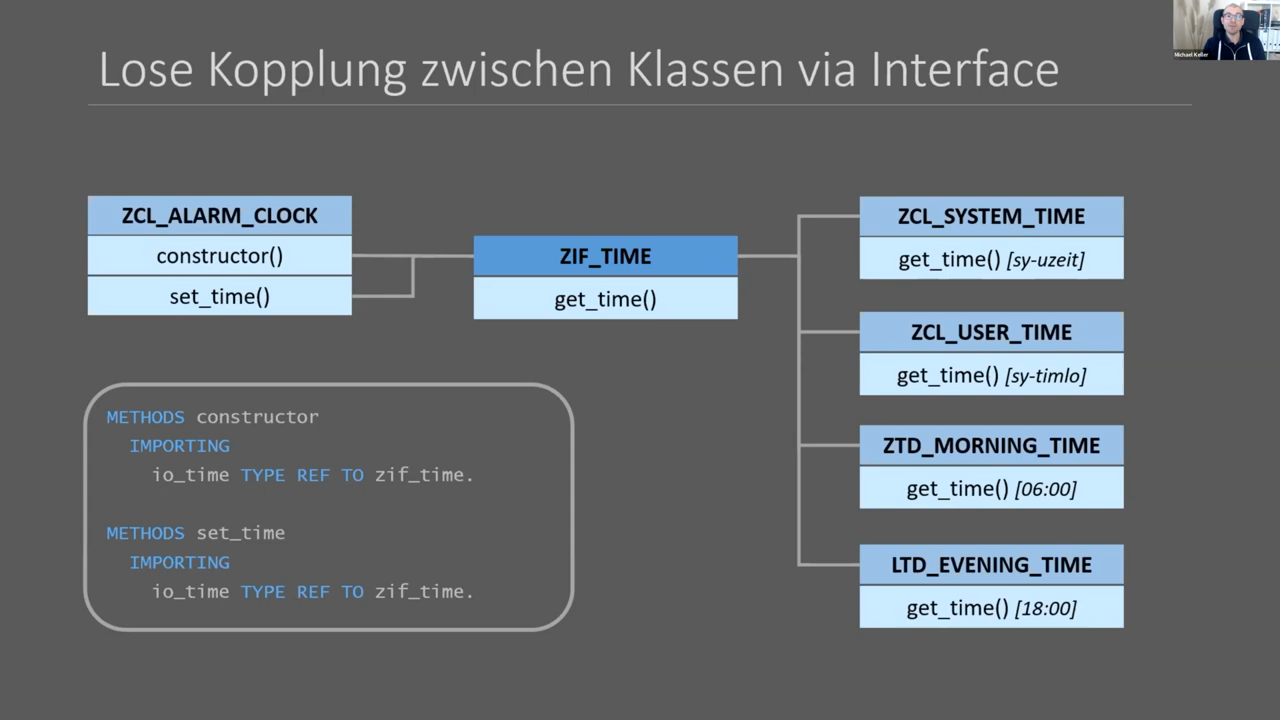 Lose Kopplung zwischen Klassen via Interface
Michael Keller
ZCL_ALARM_CLOCK
constructor()
set_time()
ZIF_TIME
get_time()
ZCL_SYSTEM_TIME
get_time() [sy-uzeit]
ZCL_USER_TIME
get_time() [sy-timlo]
ZTD_MORNING_TIME
get_time() [06:00]
LTD_EVENING_TIME
get_time() [18:00]
METHODS constructor
IMPORTING
io_time TYPE REF TO zif_time.
METHODS set_time
IMPORTING
io_time TYPE REF TO zif_time.